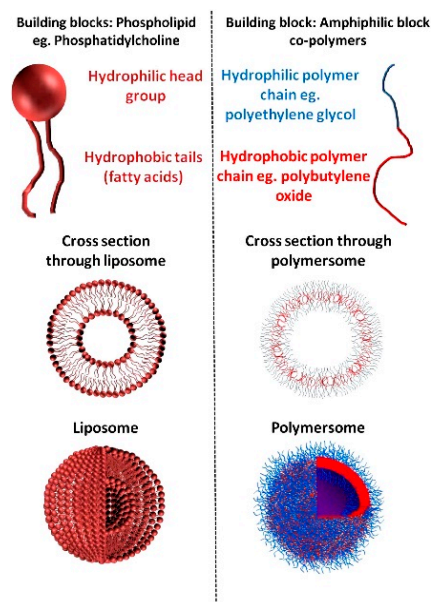 Building blocks: Phospholipid
eg. Phosphatidylcholine
Hydrophilic head
group
Hydrophobic tails
(fatty acids)
Cross section
through liposome
Liposome
Building block: Amphiphilic block
co-polymers
Hydrophilic polymer
chain eg.
polyethylene glycol
Hydrophobic polymer
chain eg. polybutylene
oxide
Cross section through
polymersome
Polymersome